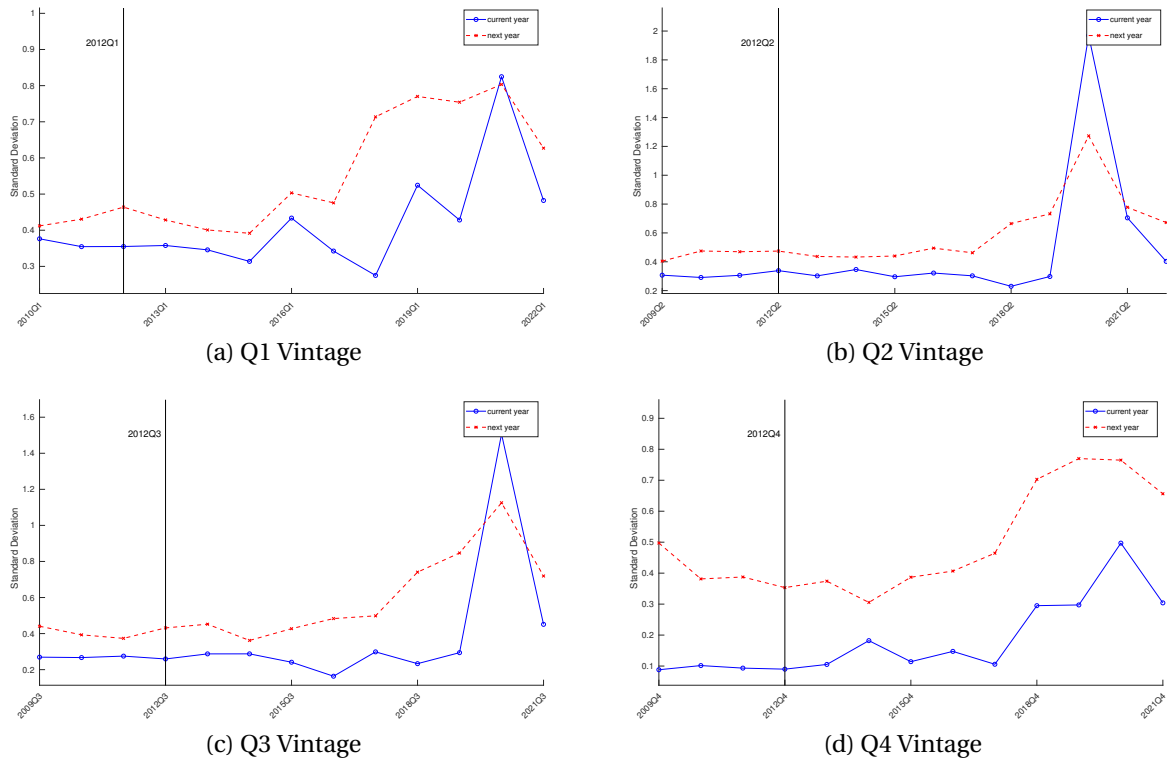 1
0.9
0.8
0.7
0.6
0.5
0.4
0.3
Standard Deviation
2012Q1
current year
next year
2010Q1
2013Q1
2016Q1
2019Q1
2022Q1
(a) Q1 Vintage
2
1.8
1.6
1.4
1.2
1
0.8
0.6
0.4
0.2
Standard Deviation
2012Q2
current year
next year
2009Q2
2012Q2
2015Q2
2018Q2
2021Q2
(b) Q2 Vintage
1.6
1.4
1.2
1
0.8
0.6
0.4
0.2
Standard Deviation
2012Q3
current year
next year
2009Q3
2012Q3
2015Q3
2018Q3
2021Q3
(c) Q3 Vintage
0.9
0.8
0.7
0.6
0.5
0.4
0.3
0.2
0.1
Standard Deviation
2012Q4
current year
next year
2009Q4
2012Q4
2015Q4
2018Q4
2021Q4
(d) Q4 Vintage